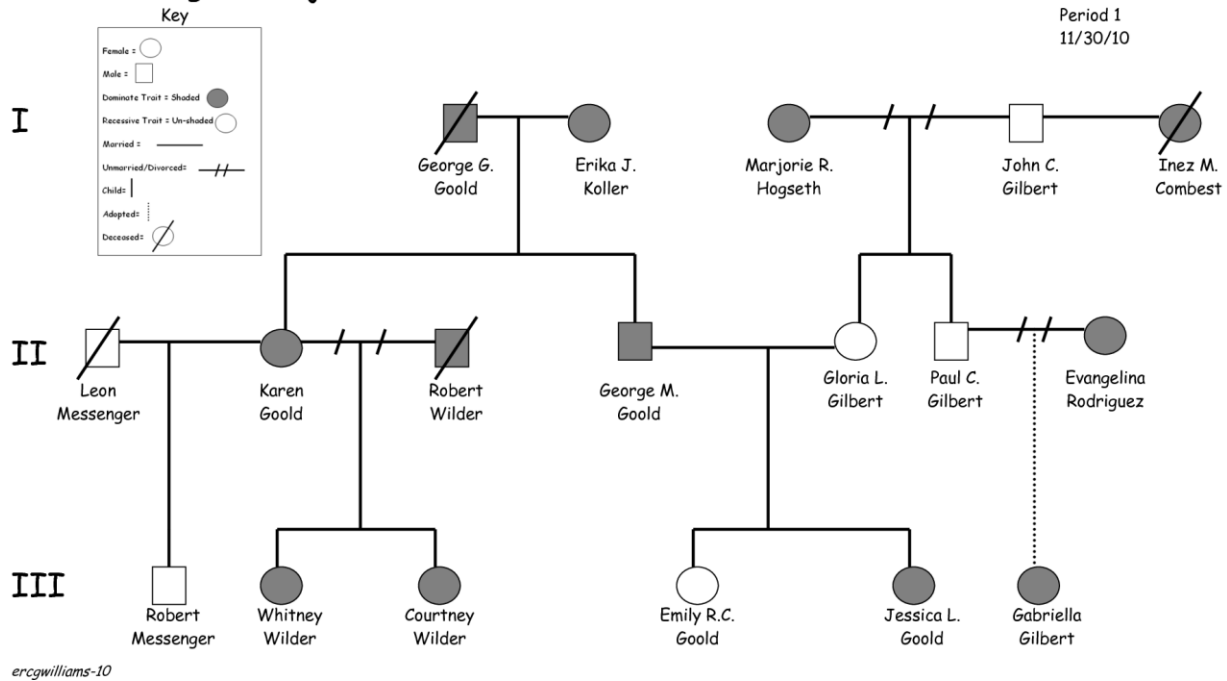 Key
Period 1
11/30/10
Female =
Male =
Dominate Trait = Shaded
Recessive Trait = Un-shaded
Married =
Unmarried/Divorced=
Child=
Adopted=
Deceased=
I
George G.
Goold
Erika J.
Koller
Marjorie R.
Hogseth
John C.
Gilbert
Inez M.
Combest
II
Leon
Messenger
Karen
Goold
Robert
Wilder
George M.
Goold
Gloria L.
Gilbert
Paul C.
Gilbert
Evangelina
Rodriguez
III
Robert
Messenger
Whitney
Wilder
Courtney
Wilder
Emily R.C.
Goold
Jessica L.
Goold
Gabriella
Gilbert
ercgwilliams-10